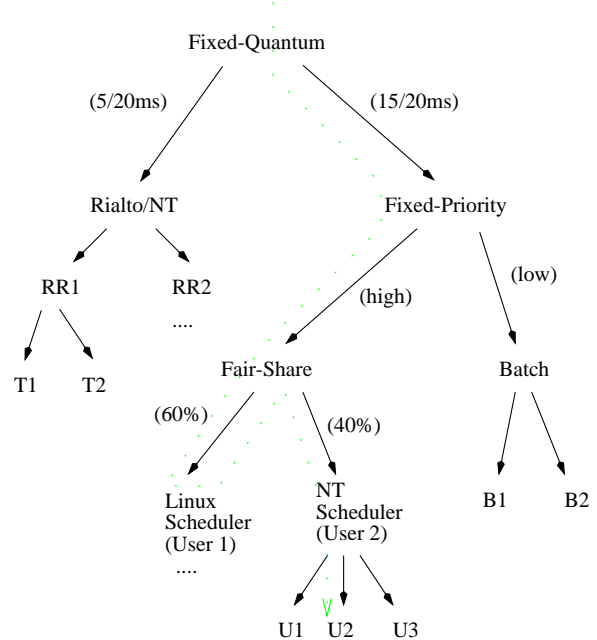 Fixed-Quantum
(5/20ms)
(15/20ms)
Rialto/NT
Fixed-Priority
RR1
RR2
....
(high)
(low)
T1
T2
Fair-Share
Batch
(60%)
(40%)
Linux
Scheduler
(User 1)
....
NT
Scheduler
(User 2)
B1
B2
U1
U2
U3